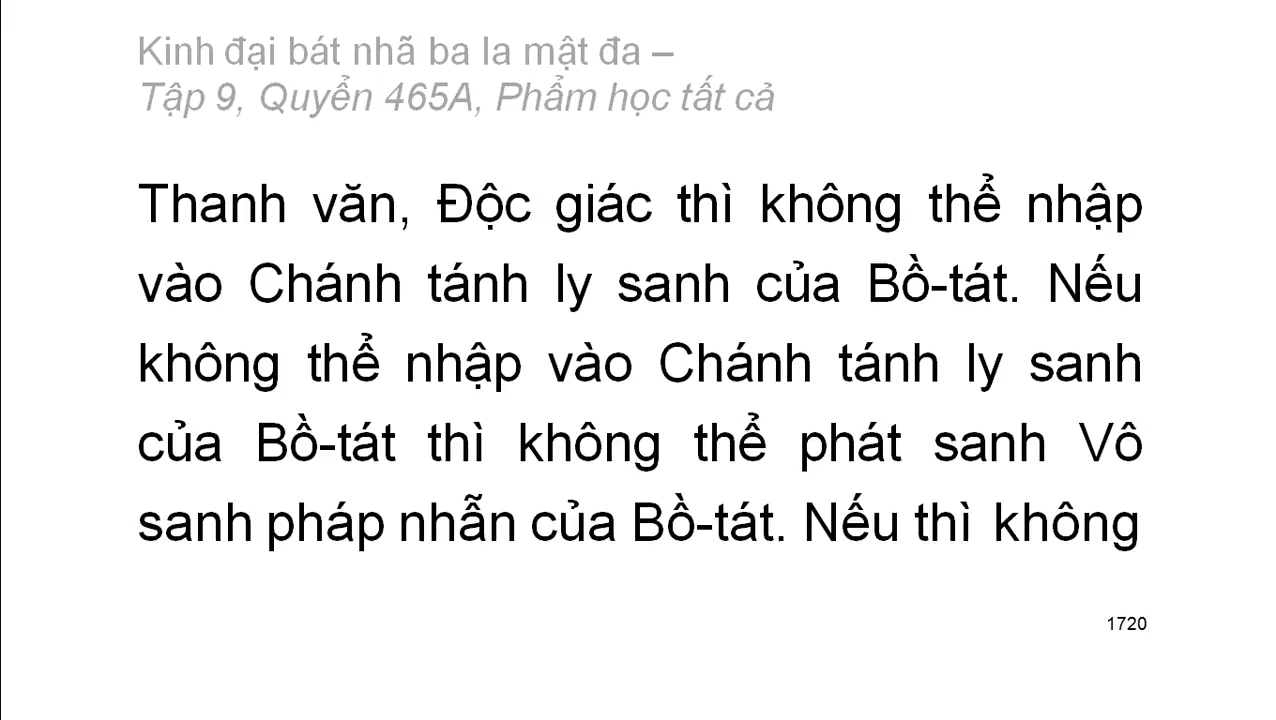 Kinh đại bát nhã ba la mật đa –
Tập 9, Quyển 465A, Phẩm học tất cả
Thanh văn, Độc giác thì không thể nhập
vào Chánh tánh ly sanh của Bồ-tát. Nếu
không thể nhập vào Chánh tánh ly sanh
của Bồ-tát thì không thể phát sanh Vô
sanh pháp nhẫn của Bồ-tát. Nếu thì không
1720